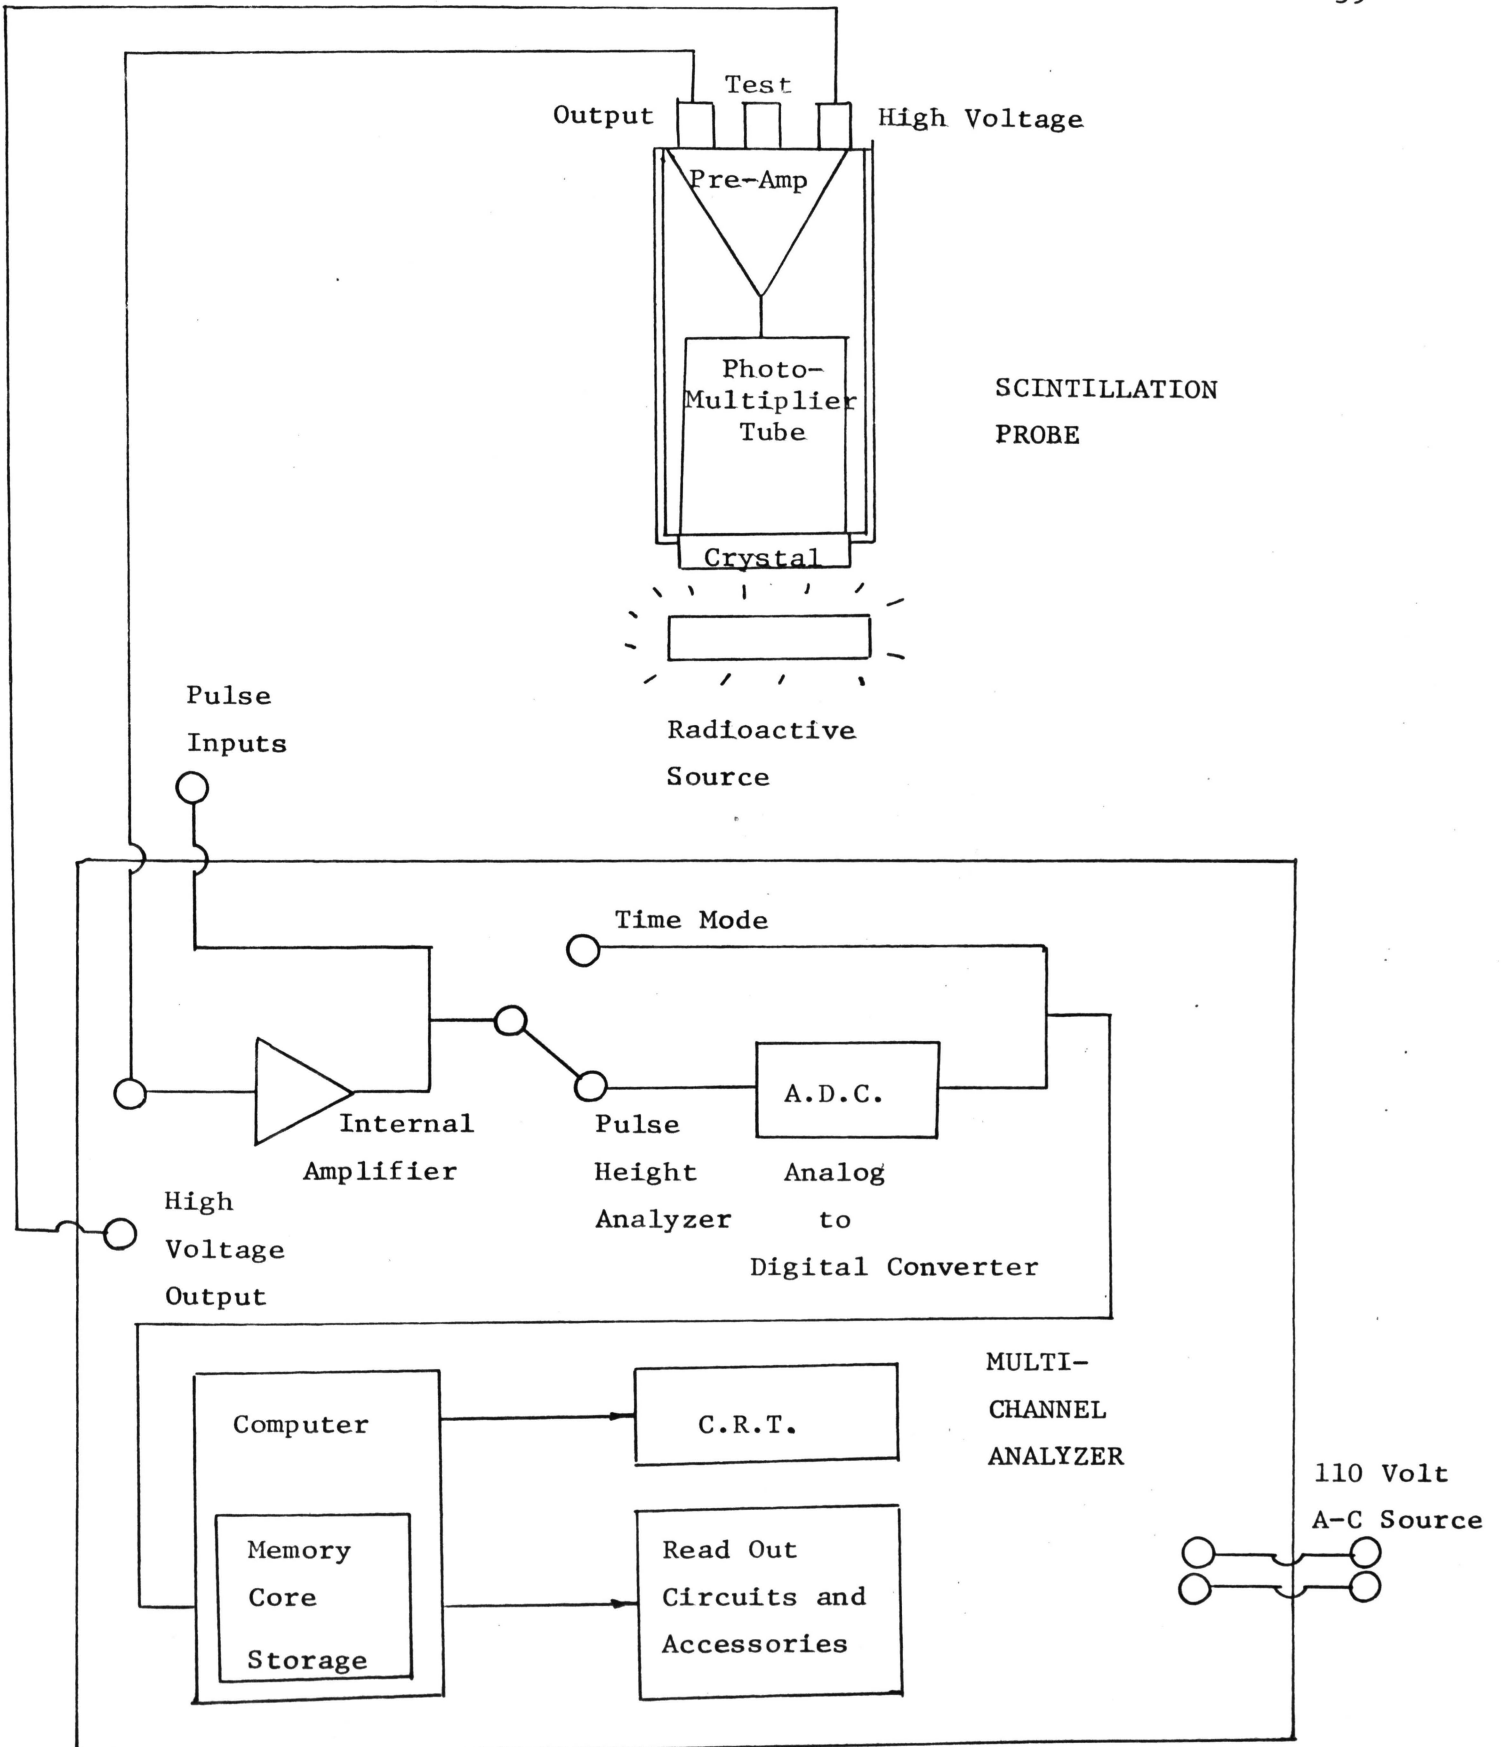 Test
Output
High Voltage
Pre-Amp
Photo-
Multiplier
Tube
SCINTILLATION
PROBE
Crystal
Radioactive
Source
Pulse
Inputs
Time Mode
A.D.C.
Internal
Amplifier
Pulse
Height
Analyzer
Analog
to
Digital Converter
High
Voltage
Output
MULTI-
CHANNEL
ANALYZER
Computer
C.R.T.
110 Volt
A-C Source
Memory
Core
Storage
Read Out
Circuits and
Accessories